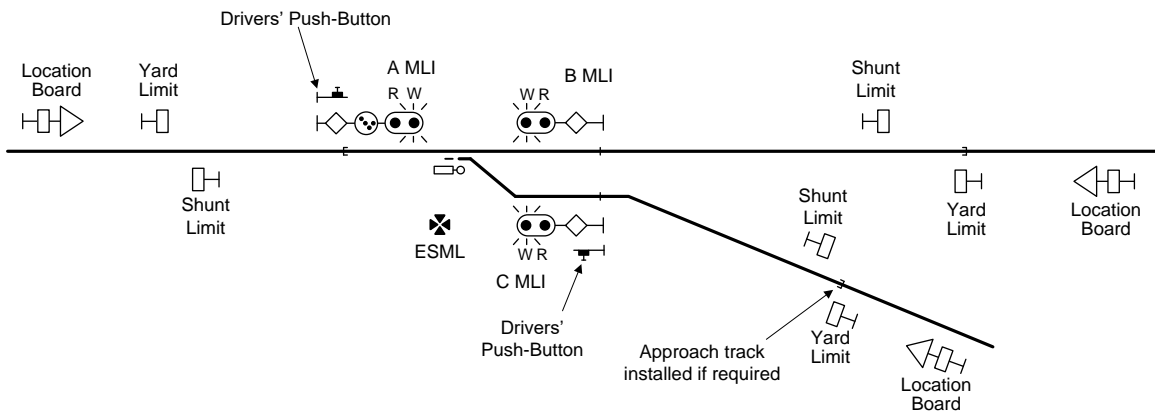 Drivers' Push-Button
Location
Board
Yard
Limit
A MLI
R W
B MLI
W R
Shunt
Limit
Shunt
Limit
ESML
W R
C MLI
Drivers'
Push-Button
Shunt
Limit
Yard
Limit
Location
Board
Approach track
installed if required
Yard
Limit
Location
Board